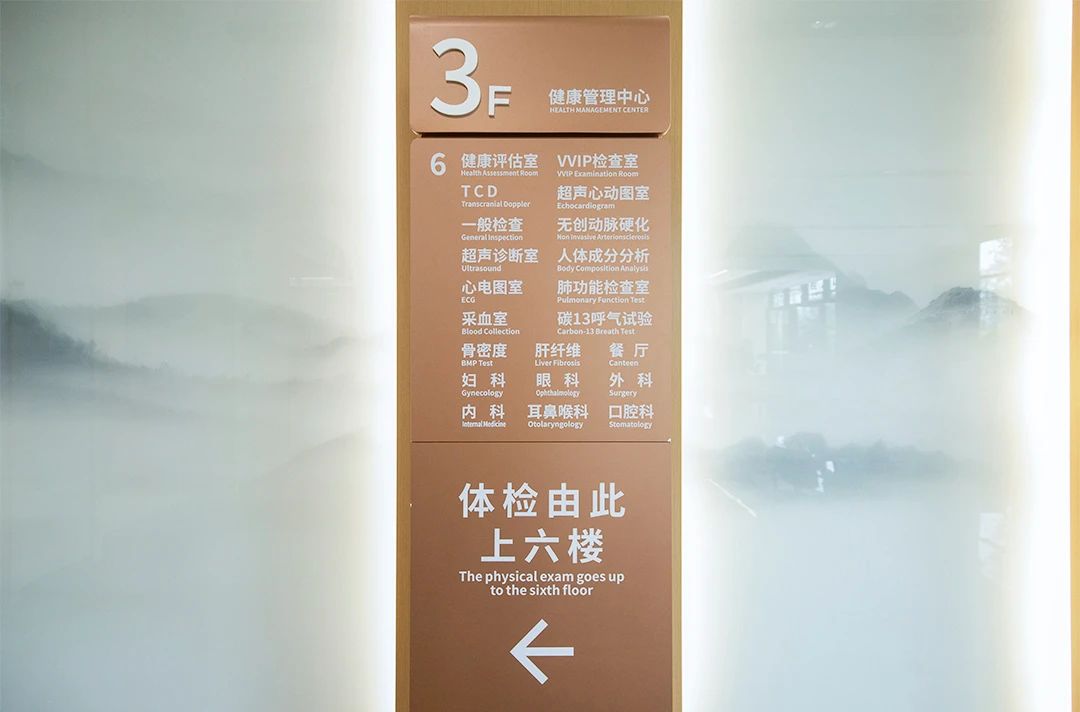 3F
健康管理中心
HEALTH MANAGEMENT CENTER
6 健康评估室 VVIP检查室
Health Assessment Room VVIP Examination Room
TCD 超声心动图室
Transcranial Doppler Echocardiogram
一般检查 无创动脉硬化
General Inspection Non Invasive Arteriosclerosis
超声诊断室 人体成分分析
Ultrasound Body Composition Analysis
心电图室 肺功能检查室
ECG Pulmonary Function Test
采血室 碳13呼气试验
Blood Collection Carbon-13 Breath Test
骨密度 肝纤维 餐厅
BMP Test Liver Fibrosis Canteen
妇科 眼科 外科
Gynecology Ophthalmology Surgery
内科 耳鼻喉科 口腔科
Internal Medicine Otolaryngology Stomatology
体检由此
上六楼
The physical exam goes up
to the sixth floor